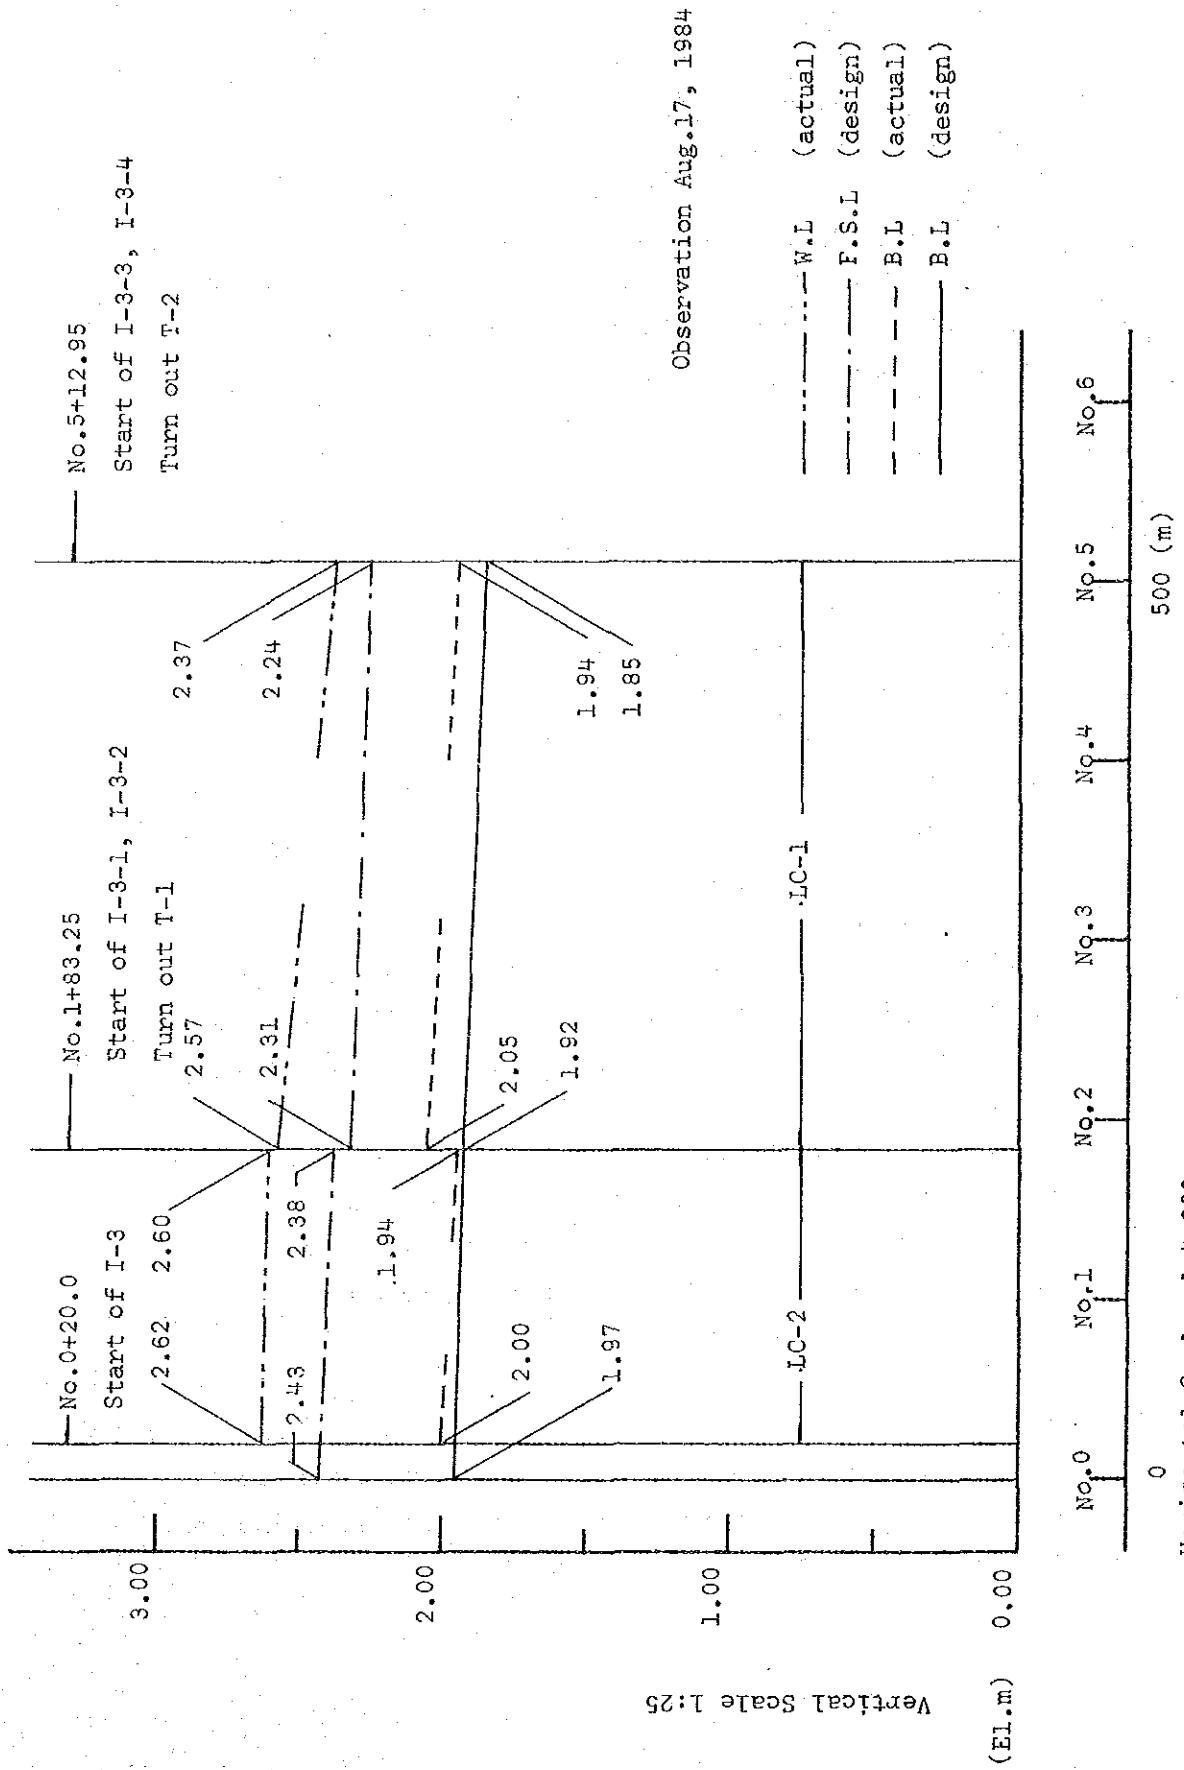 No.0+20.0
Start of I-3
2.62
2.60
2.43
2.38
1.94
2.00
1.97
No.1+83.25
Start of I-3-1, I-3-2
Turn out T-1
2.57
2.31
2.05
1.92
No.5+12.95
Start of I-3-3, I-3-4
Turn out T-2
2.37
2.24
1.94
1.85
Observation Aug.17, 1984
W.L (actual)
F.S.L (design)
B.L (actual)
B.L (design)
3.00
2.00
1.00
0.00
(El.m)
Vertical Scale 1:25
LC-2
LC-1
No.0
No.1
No.2
No.3
No.4
No.5
No.6
0
500 (m)